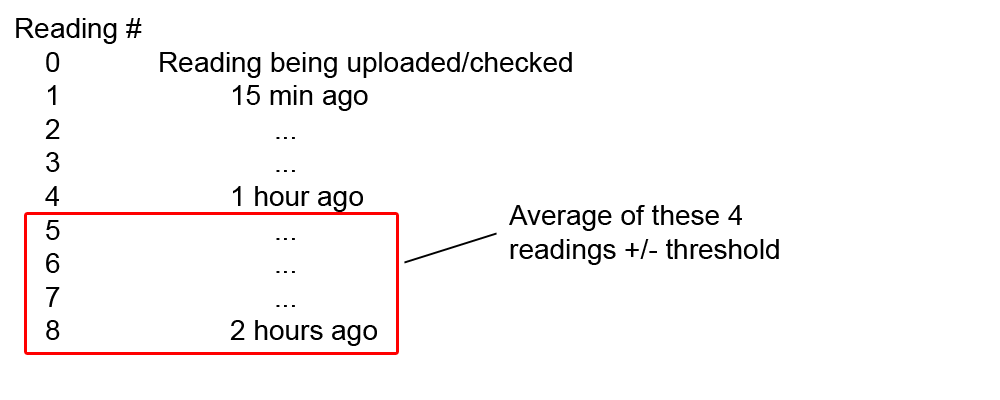 Reading #
0 Reading being uploaded/checked
1 15 min ago
2 ...
3 ...
4 1 hour ago
5 ...
6 ...
7 ...
8 2 hours ago
Average of these 4
readings +/- threshold